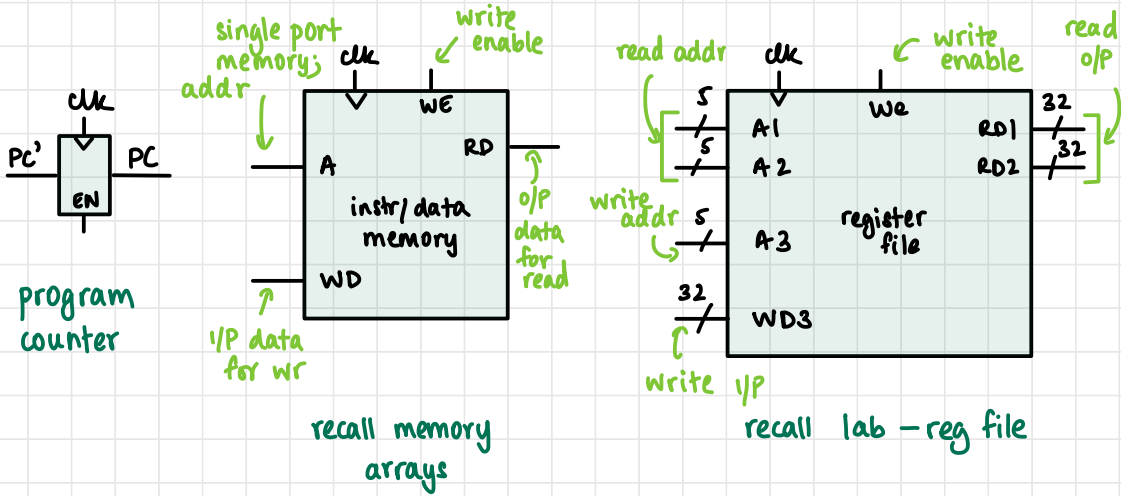 clk
PC'
PC
EN
program
counter
single port
memory;
addr
clk
write
enable
WE
A
RD
instr/data
memory
WD
O/P
data
for
read
I/P data
for wr
recall memory
arrays
read addr
clk
write
enable
read
O/P
5
A1
We
RD1
32
5
A2
RD2
32
write
addr
5
A3
register
file
32
WD3
write I/P
recall lab - reg file